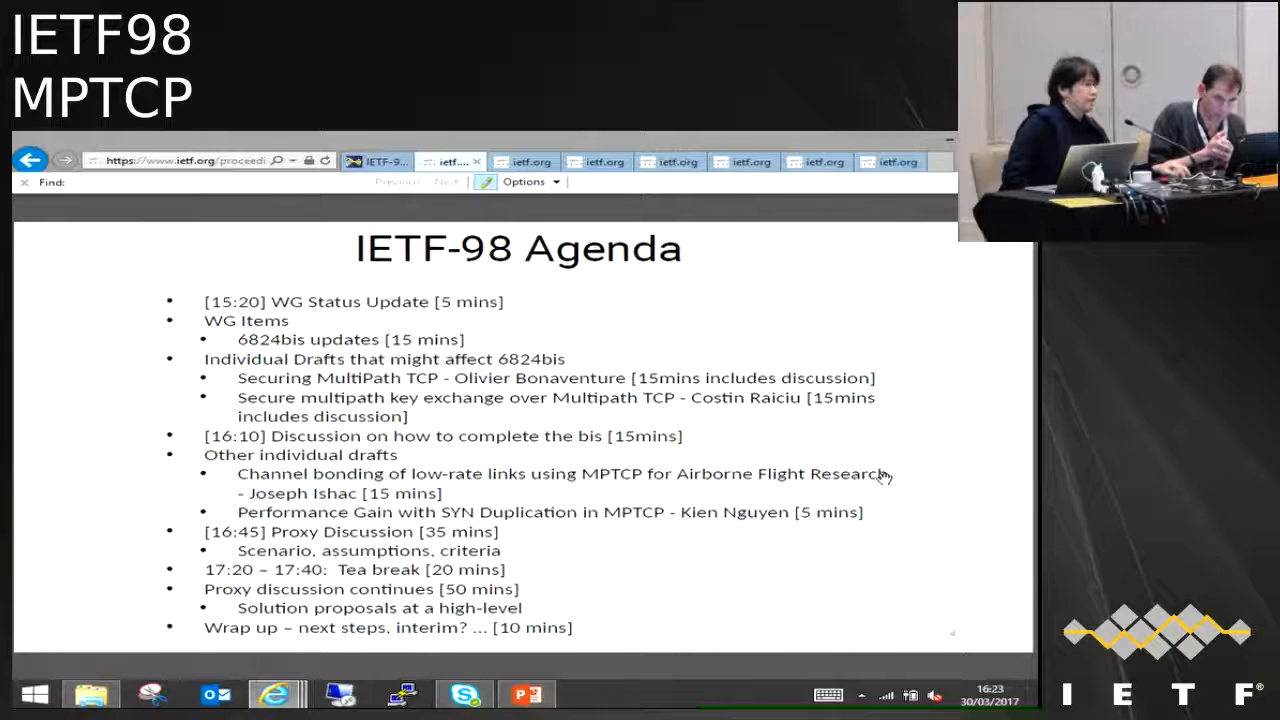 IETF98
MPTCP
https://www.ietf.org/proceedi
IETF-9...
ietf....
ietf.org
ietf.org
ietf.org
ietf.org
ietf.org
ietf.org
Find:
Previous
Next
Options
IETF-98 Agenda
• [15:20] WG Status Update [5 mins]
• WG Items
• 6824bis updates [15 mins]
• Individual Drafts that might affect 6824bis
• Securing MultiPath TCP - Olivier Bonaventure [15mins includes discussion]
• Secure multipath key exchange over Multipath TCP - Costin Raiciu [15mins
includes discussion]
• [16:10] Discussion on how to complete the bis [15mins]
• Other individual drafts
• Channel bonding of low-rate links using MPTCP for Airborne Flight Research
- Joseph Ishac [15 mins]
• Performance Gain with SYN Duplication in MPTCP - Kien Nguyen [5 mins]
• [16:45] Proxy Discussion [35 mins]
• Scenario, assumptions, criteria
• 17:20 – 17:40: Tea break [20 mins]
• Proxy discussion continues [50 mins]
• Solution proposals at a high-level
• Wrap up – next steps, interim? ... [10 mins]
4
16:23
30/03/2017
I E T F®